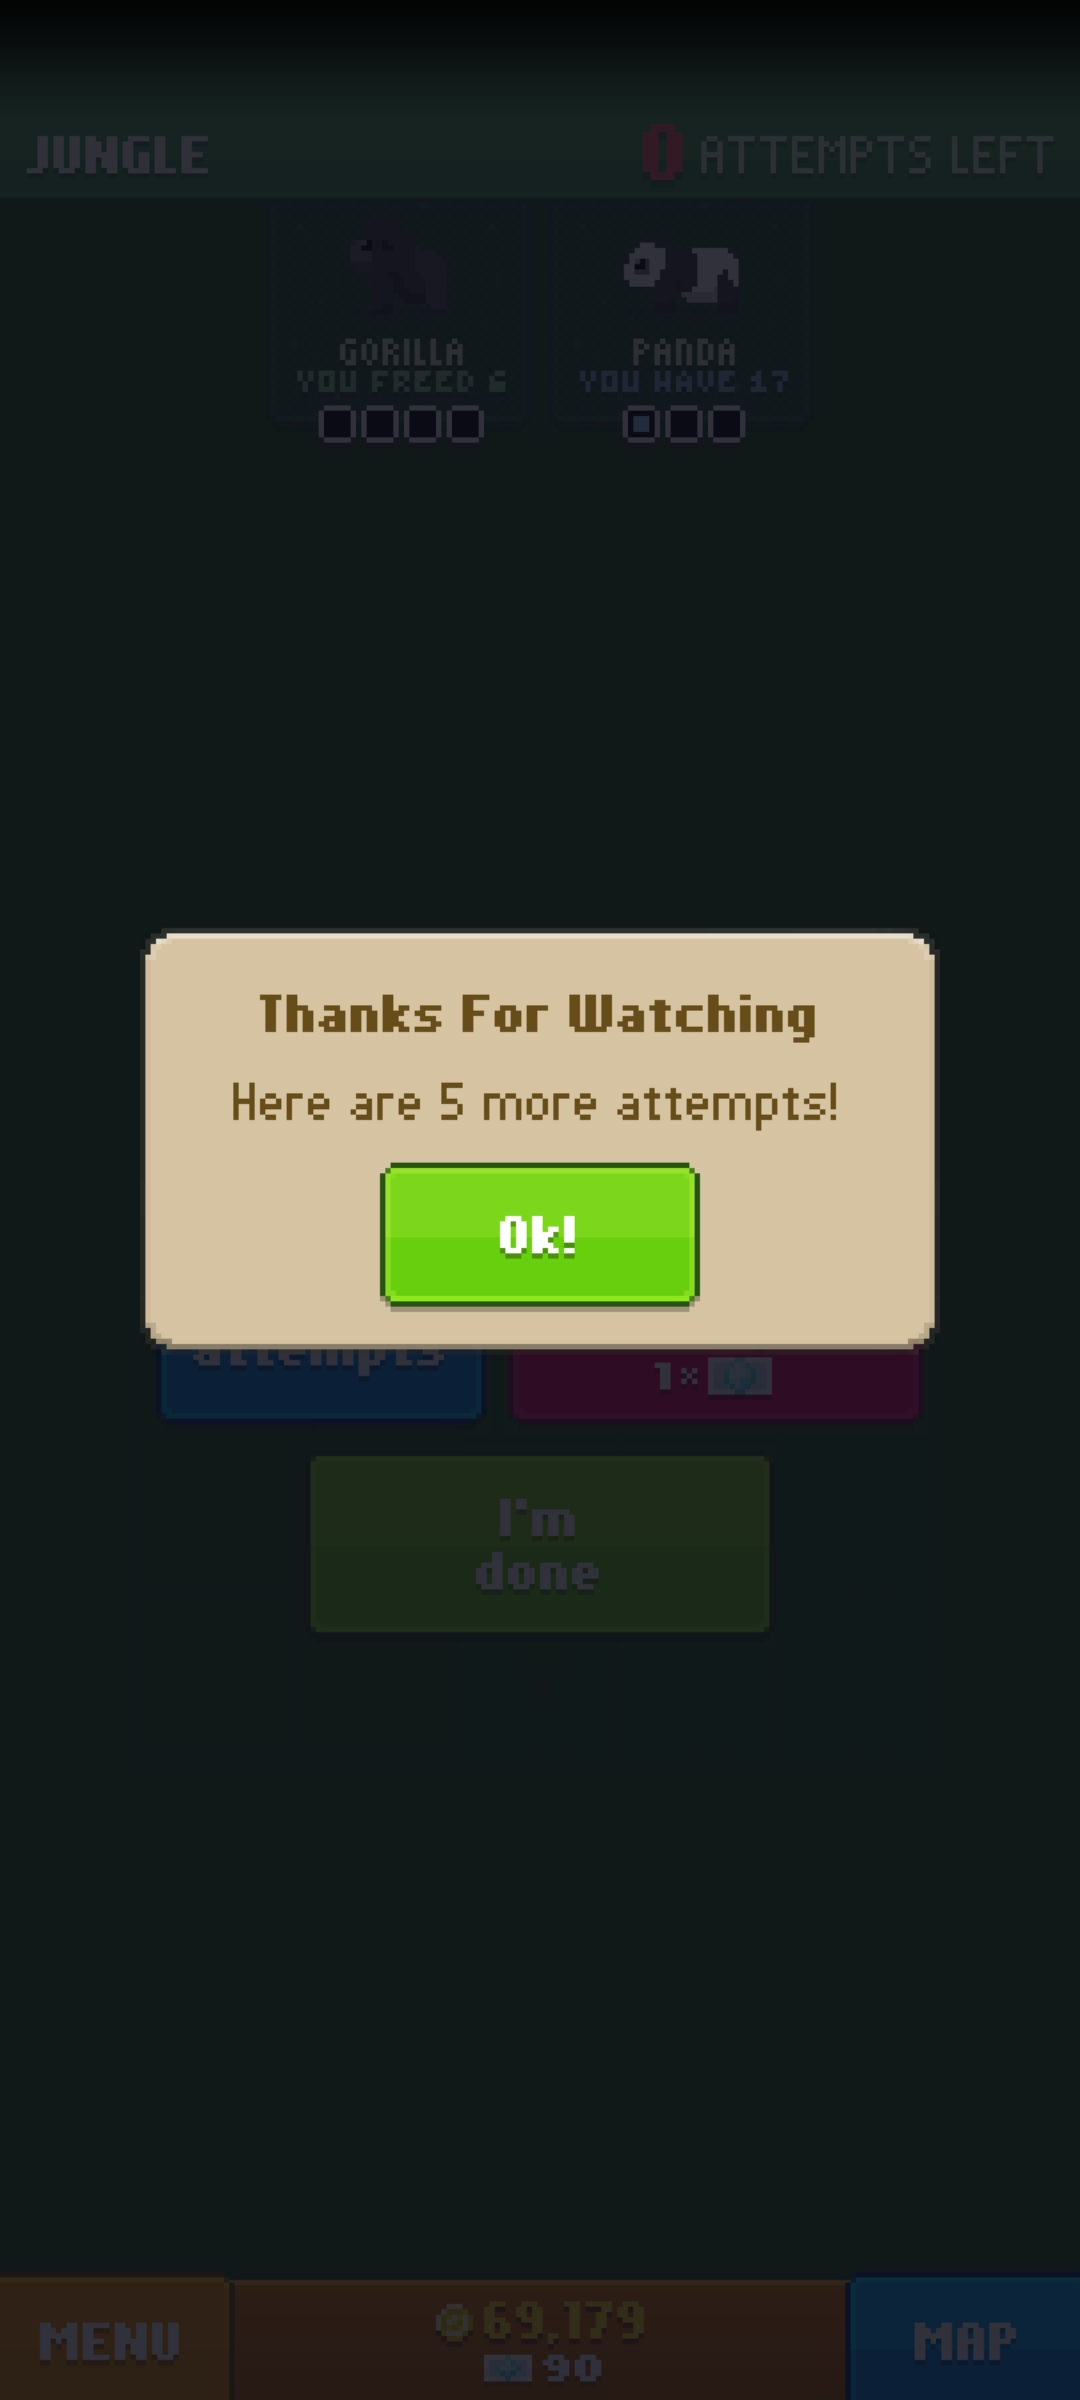 JUNGLE
0 ATTEMPTS LEFT
GORILLA
YOU FREED 6
PANDA
YOU HAVE 17
Thanks For Watching
Here are 5 more attempts!
Ok!
attempts
1×
I'm
done
MENU
69,179
90
MAP